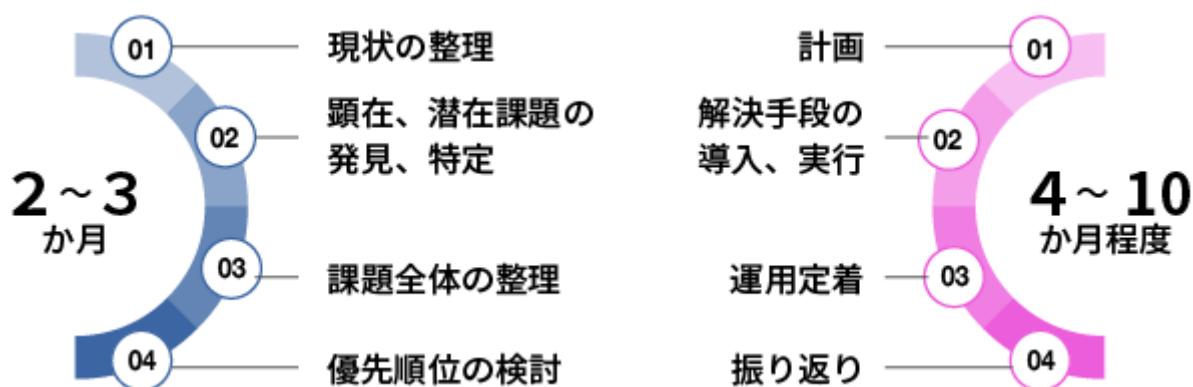 2~3
か月
01
現状の整理
02
顕在、潜在課題の
発見、特定
03
課題全体の整理
04
優先順位の検討
計画
01
解決手段の
導入、実行
02
運用定着
03
振り返り
04
4~10
か月程度